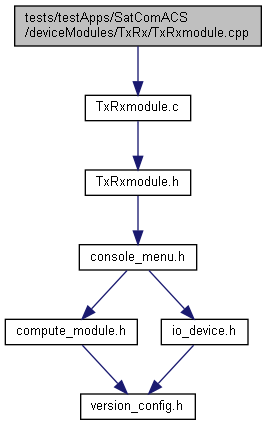 tests/testApps/SatComACS
/deviceModules/TxRx/TxRxmodule.cpp
TxRxmodule.c
TxRxmodule.h
console_menu.h
compute_module.h
io_device.h
version_config.h